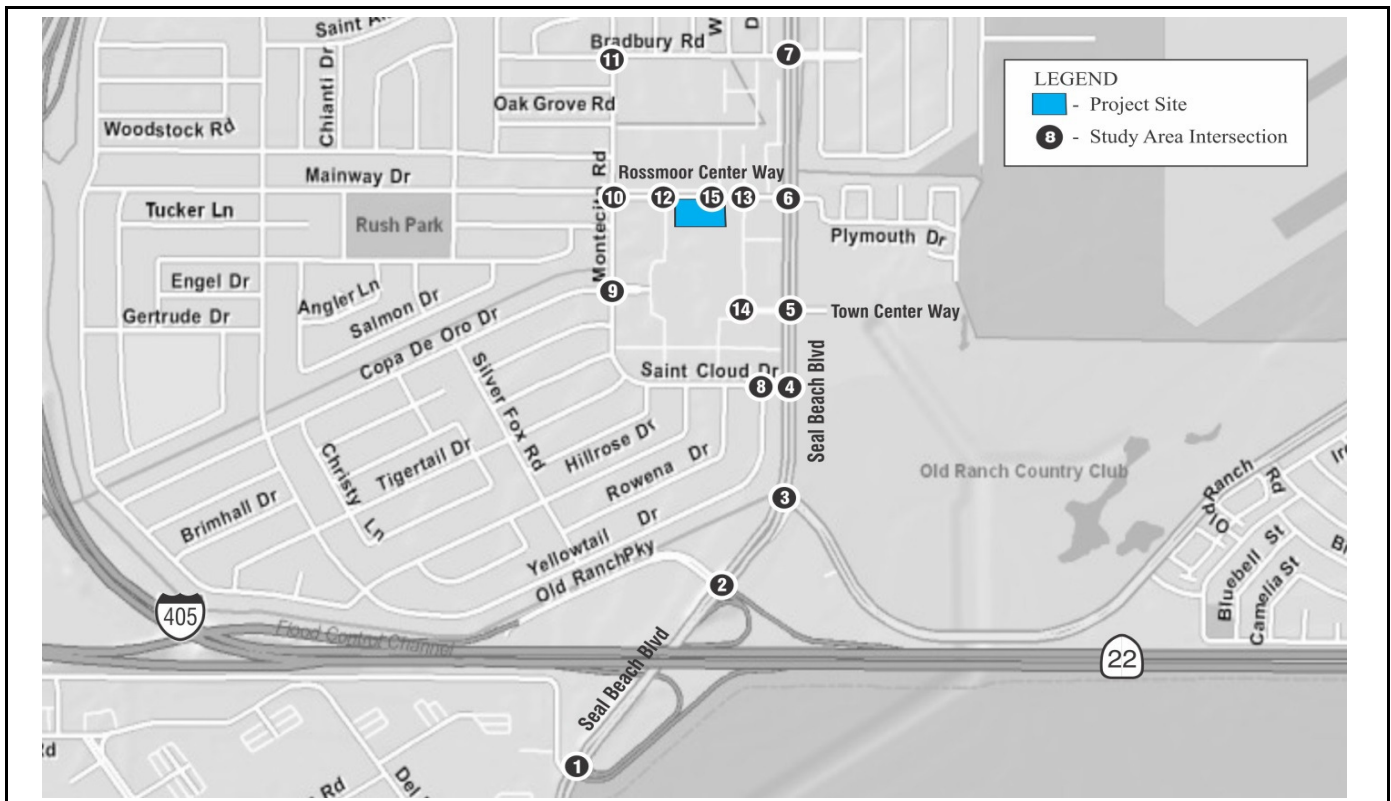 Bradbury Rd
11
7
LEGEND
- Project Site
8 - Study Area Intersection
Chianti Dr
Oak Grove Rd
Woodstock Rd
Montecito Rd
Rossmoor Center Way
Mainway Dr
10
12
15
13
6
Tucker Ln
Rush Park
Plymouth Dr
Engel Dr
Angler Ln
9
Salmon Dr
Gertrude Dr
14
5
Town Center Way
Copa De Oro Dr
Silver Fox Rd
Saint Cloud Dr
8
4
Seal Beach Blvd
Christy Ln
Tigertail Dr
Hillrose Dr
Rowena Dr
Old Ranch Country Club
Old Ranch Rd
3
Brimhall Dr
Yellowtail Dr
Old RanchPky
2
Bluebell St
Camelia St
405
Flood Control Channel
22
Seal Beach Blvd
1
Rd